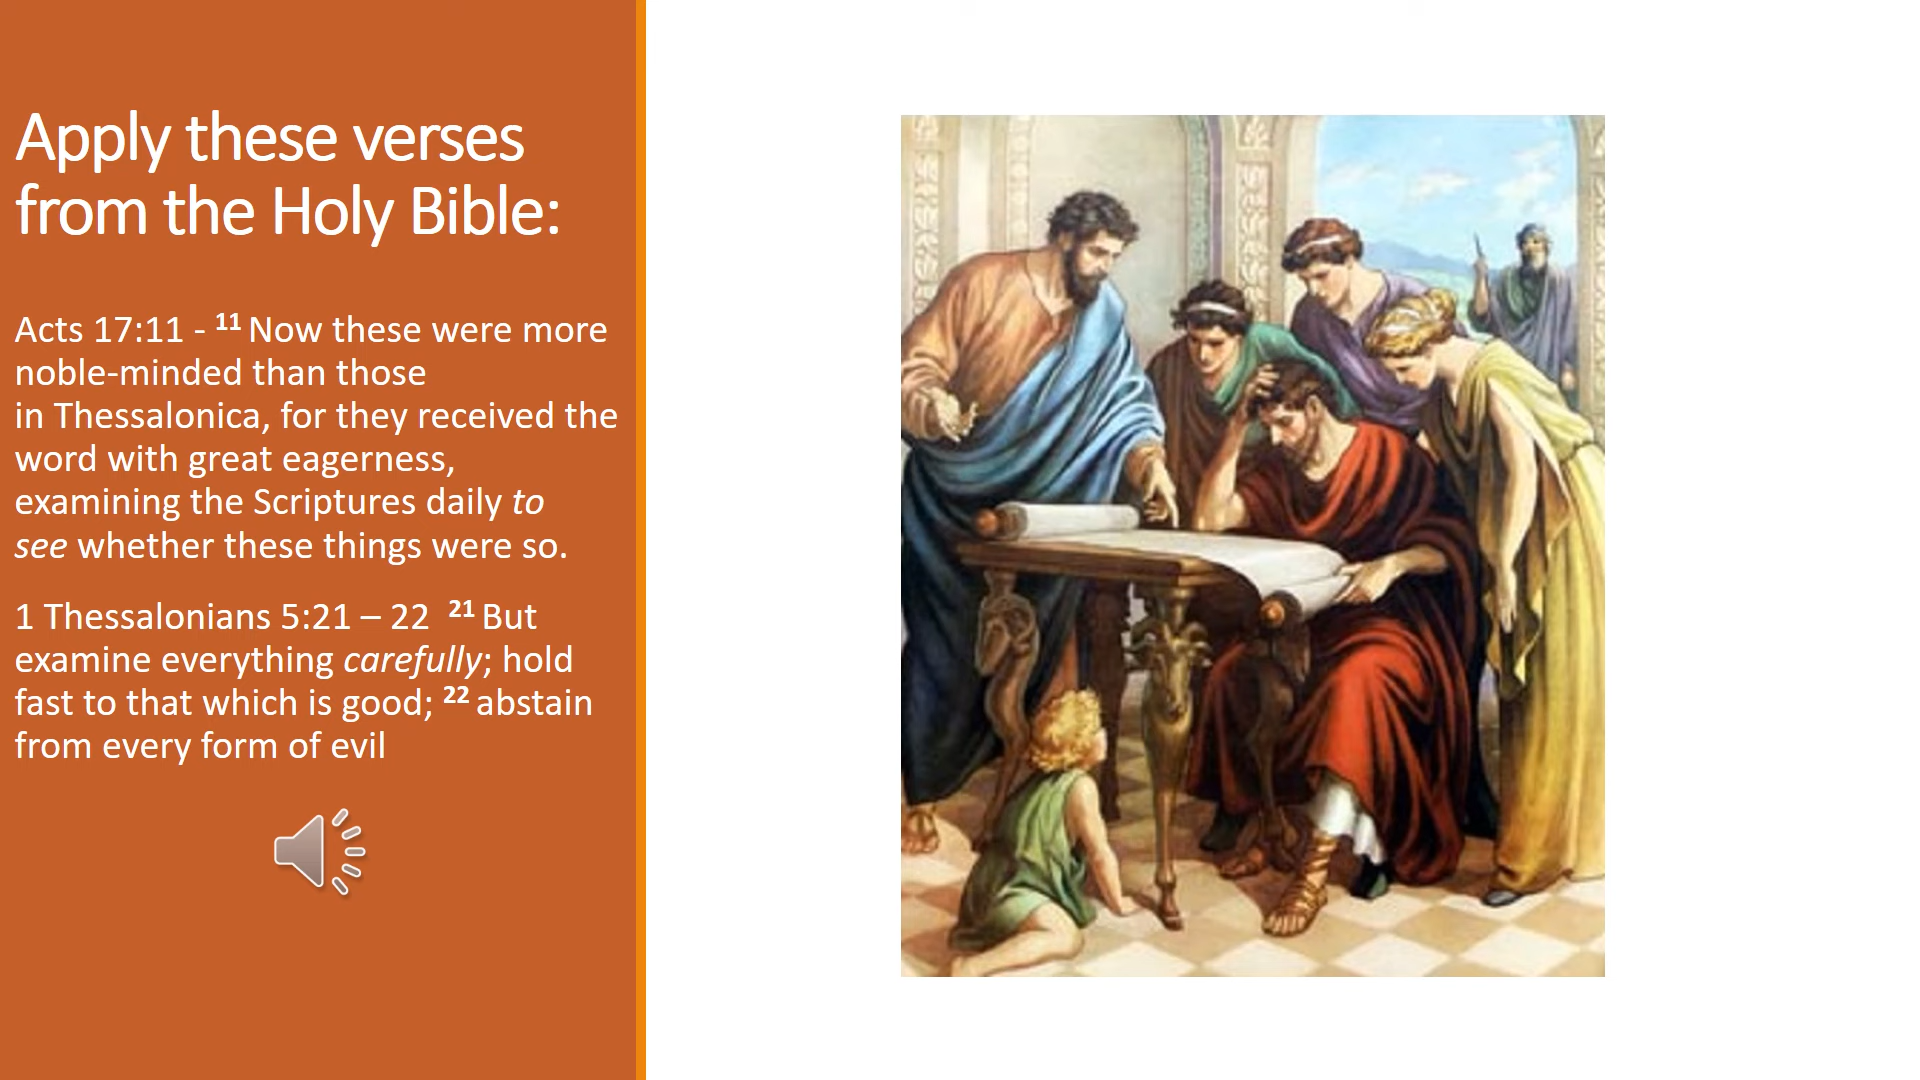 Apply these verses
from the Holy Bible:
Acts 17:11 - 11 Now these were more
noble-minded than those
in Thessalonica, for they received the
word with great eagerness,
examining the Scriptures daily to
see whether these things were so.
1 Thessalonians 5:21 – 22 21 But
examine everything carefully; hold
fast to that which is good; 22 abstain
from every form of evil